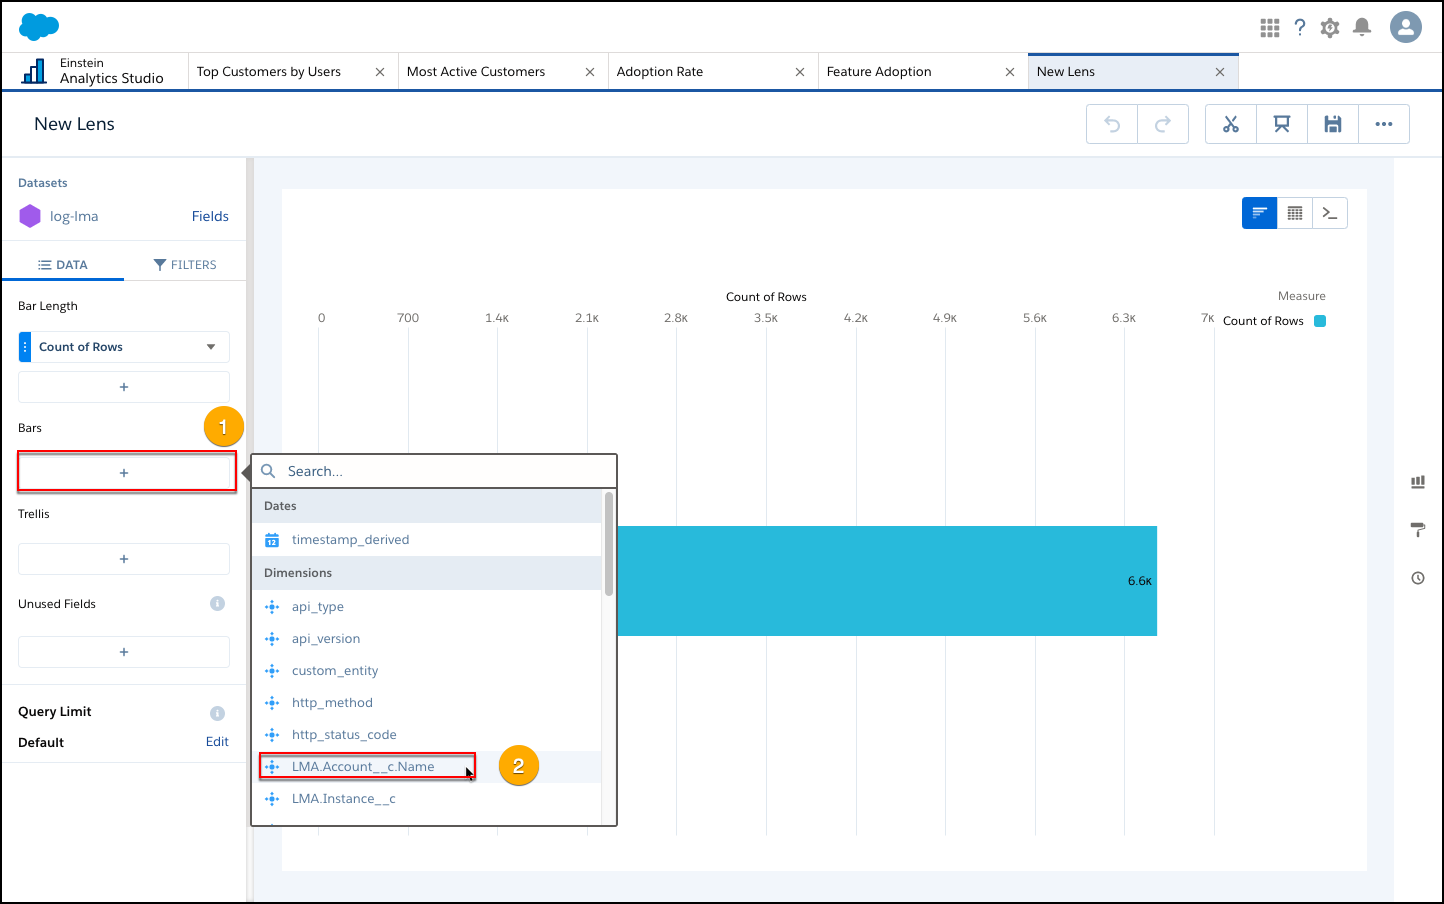 Einstein
Analytics Studio
Top Customers by Users
Most Active Customers
Adoption Rate
Feature Adoption
New Lens
New Lens
Datasets
log-lma
Fields
DATA
FILTERS
Bar Length
Count of Rows
+
Bars
1
+
Trellis
+
Unused Fields
i
+
Query Limit
i
Default
Edit
Search...
Dates
12
timestamp_derived
Dimensions
api_type
api_version
custom_entity
http_method
http_status_code
LMA.Account__c.Name
2
LMA.Instance__c
Count of Rows
0 700 1.4K 2.1K 2.8K 3.5K 4.2K 4.9K 5.6K 6.3K 7K
6.6K
Measure
Count of Rows